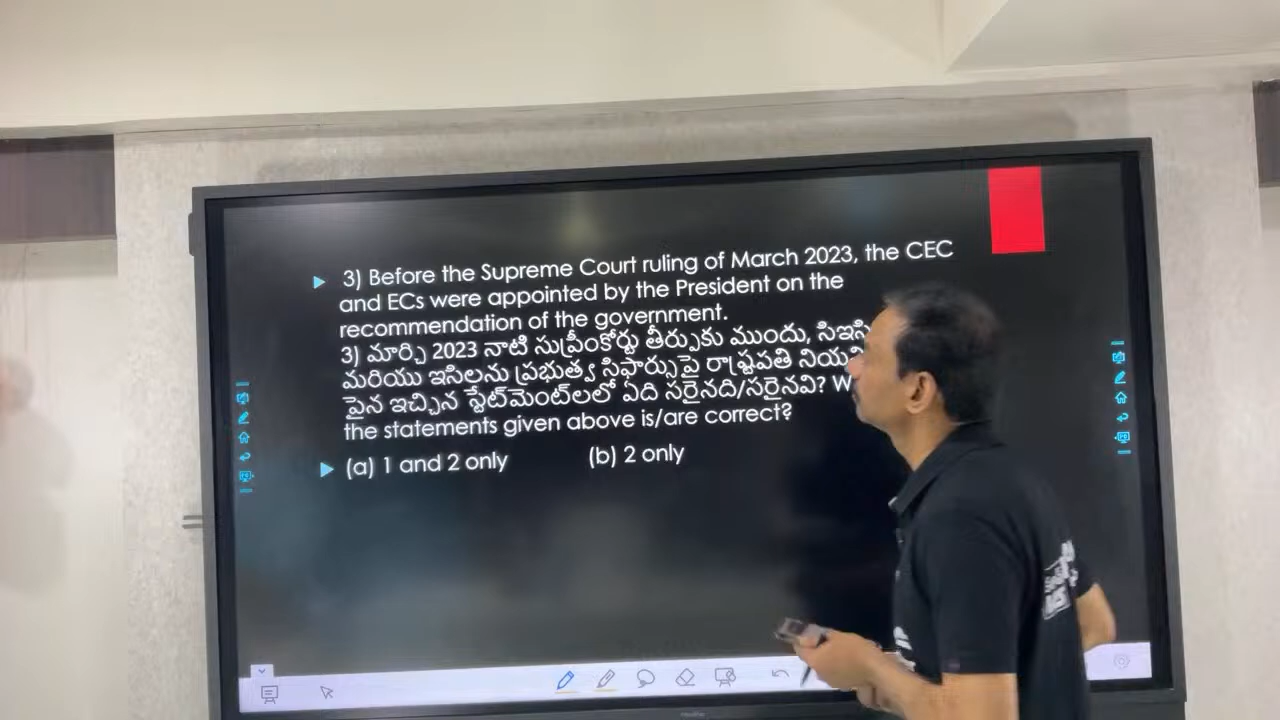 3) Before the Supreme Court ruling of March 2023, the CEC
and ECs were appointed by the President on the
recommendation of the government.
3) మార్చి 2023 నాటి సుప్రీంకోర్టు తీర్పుకు ముందు,
మరియు ఇసిలను ప్రభుత్వ సిఫార్సుపై రాష్ట్రపతి
పైన ఇచ్చిన స్టేట్‌మెంట్‌లలో ఏది సరైనది/సరైనవి?
the statements given above is/are correct?
(a) 1 and 2 only (b) 2 only